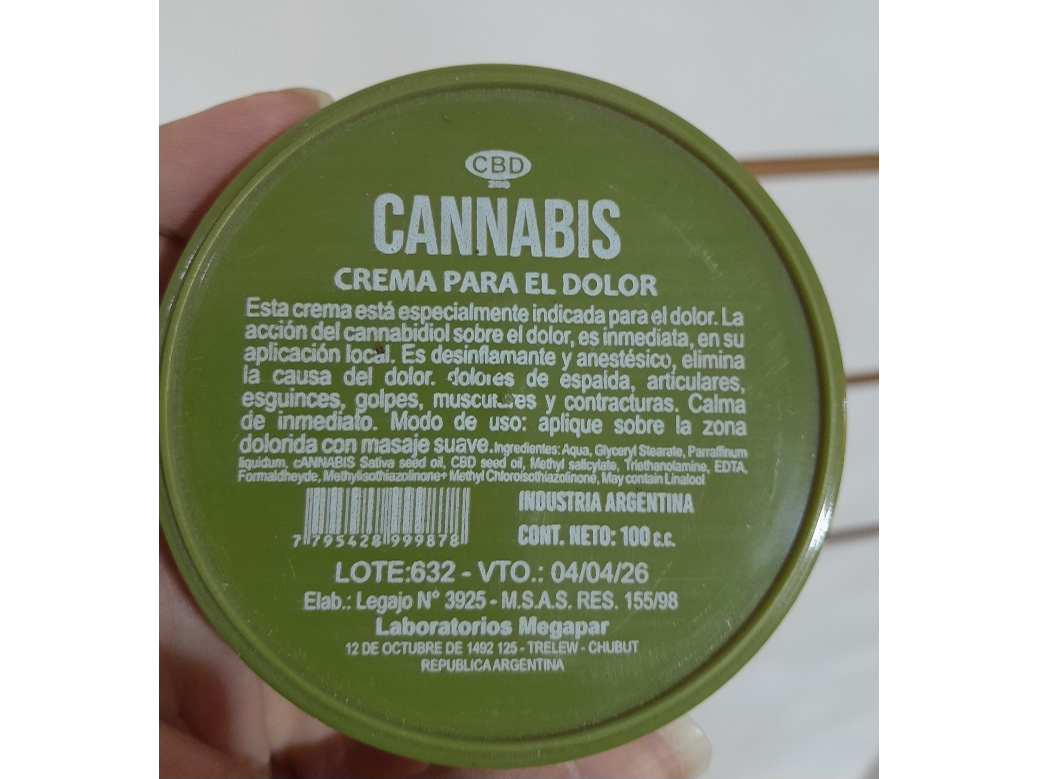 CBD
200
CANNABIS
CREMA PARA EL DOLOR
Esta crema está especialmente indicada para el dolor. La
acción del cannabidiol sobre el dolor, es inmediata, en su
aplicación local. Es desinflamante y anestésico, elimina
la causa del dolor. dolores de espalda, articulares,
esguinces, golpes, musculares y contracturas. Calma
de inmediato. Modo de uso: aplique sobre la zona
dolorida con masaje suave. Ingredientes: Aqua, Glyceryl Stearate, Parraffinum
liquidum, cANNABIS Sativa seed oil, CBD seed oil, Methyl salicylate, Triethanolamine, EDTA,
Formaldheyde, Methylisothiazolinone+ Methyl Chloroisothiazolinone, May contain Linalool
7 795428 999878
INDUSTRIA ARGENTINA
CONT. NETO: 100 c.c.
LOTE:632 - VTO.: 04/04/26
Elab.: Legajo N° 3925 - M.S.A.S. RES. 155/98
Laboratorios Megapar
12 DE OCTUBRE DE 1492 125 - TRELEW - CHUBUT
REPUBLICA ARGENTINA